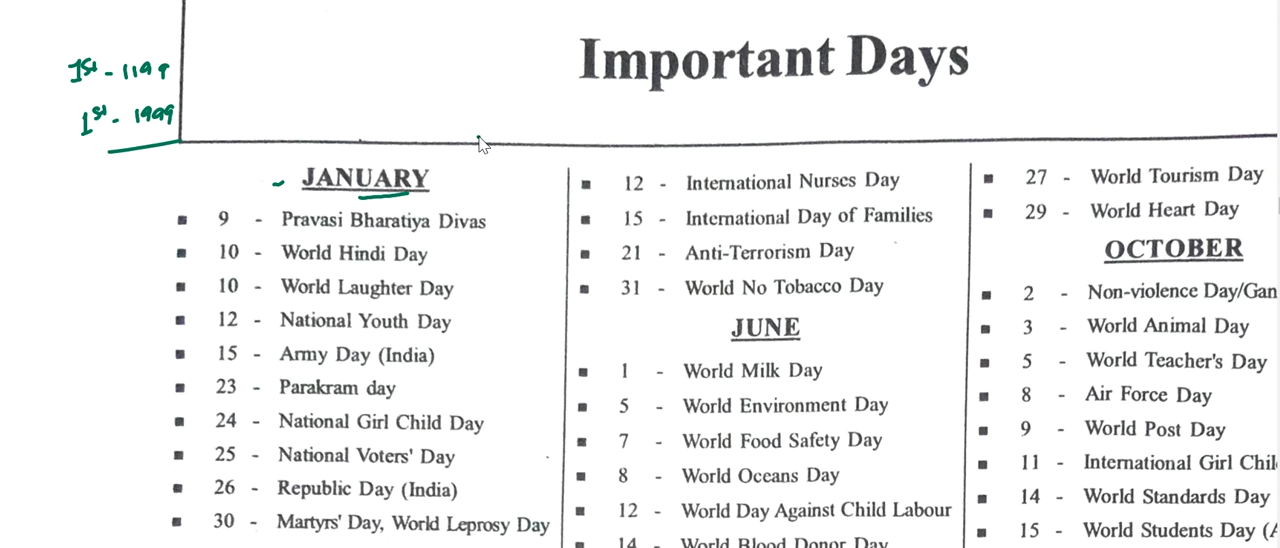 Important Days
1st - 1199
1st - 1999
JANUARY
9 - Pravasi Bharatiya Divas
10 - World Hindi Day
10 - World Laughter Day
12 - National Youth Day
15 - Army Day (India)
23 - Parakram day
24 - National Girl Child Day
25 - National Voters' Day
26 - Republic Day (India)
30 - Martyrs' Day, World Leprosy Day
12 - International Nurses Day
15 - International Day of Families
21 - Anti-Terrorism Day
31 - World No Tobacco Day
JUNE
1 - World Milk Day
5 - World Environment Day
7 - World Food Safety Day
8 - World Oceans Day
12 - World Day Against Child Labour
14 - World Blood Donor Day
27 - World Tourism Day
29 - World Heart Day
OCTOBER
2 - Non-violence Day/Gan
3 - World Animal Day
5 - World Teacher's Day
8 - Air Force Day
9 - World Post Day
11 - International Girl Chil
14 - World Standards Day
15 - World Students Day (A